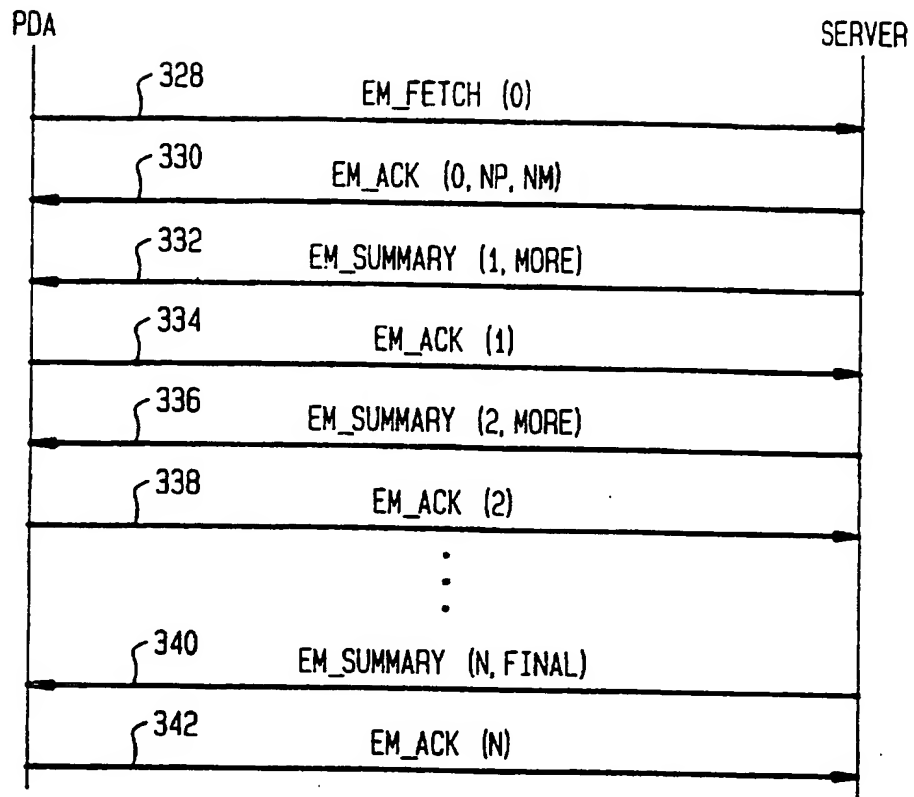 PDA
SERVER
328
EM_FETCH (0)
330
EM_ACK (0, NP, NM)
332
EM_SUMMARY (1, MORE)
334
EM_ACK (1)
336
EM_SUMMARY (2, MORE)
338
EM_ACK (2)
340
EM_SUMMARY (N, FINAL)
342
EM_ACK (N)